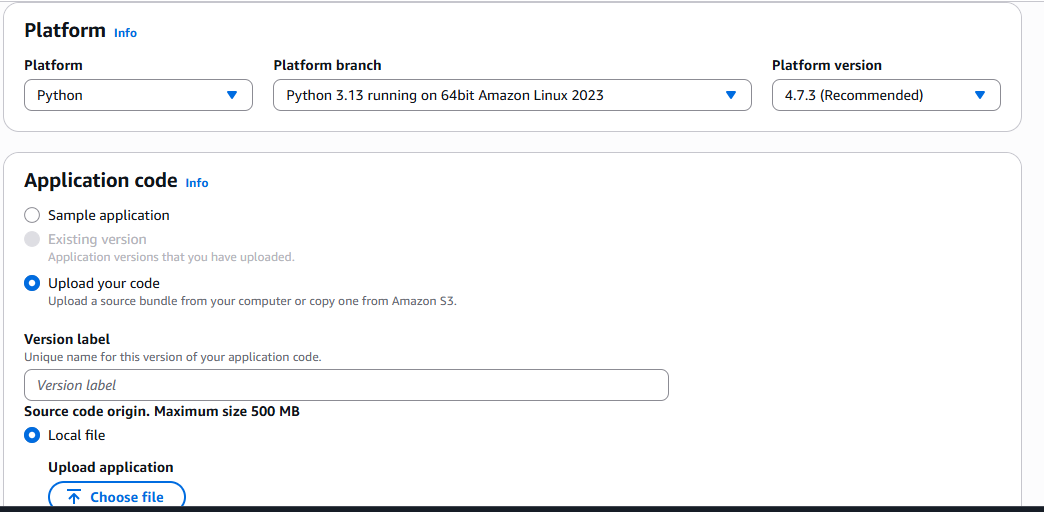 Platform Info
Platform Platform branch Platform version
Python Python 3.13 running on 64bit Amazon Linux 2023 4.7.3 (Recommended)
Application code Info
Sample application
Existing version
Application versions that you have uploaded.
Upload your code
Upload a source bundle from your computer or copy one from Amazon S3.
Version label
Unique name for this version of your application code.
Version label
Source code origin. Maximum size 500 MB
Local file
Upload application
Choose file